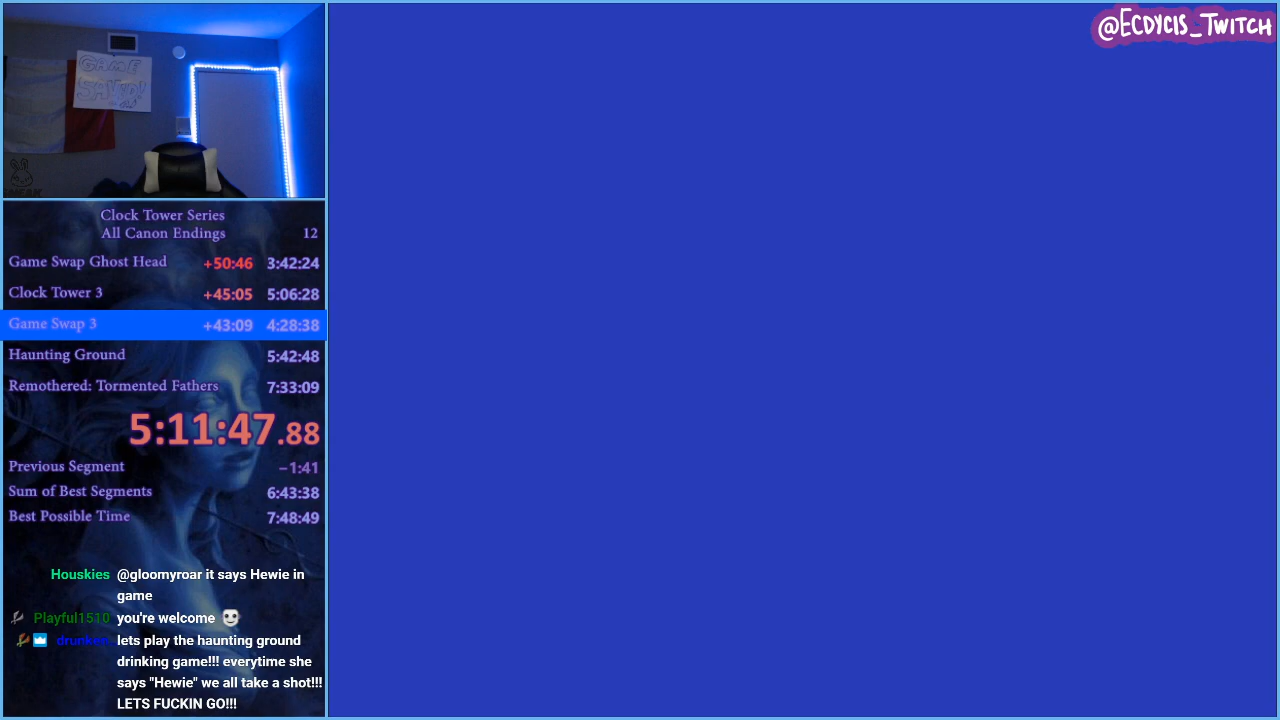 @ECDYCIS_TWITCH
GAME
SAVED!
Clock Tower Series
All Canon Endings 12
Game Swap Ghost Head +50:46 3:42:24
Clock Tower 3 +45:05 5:06:28
Game Swap 3 +43:09 4:28:38
Haunting Ground 5:42:48
Remothered: Tormented Fathers 7:33:09
5:11:47.88
Previous Segment −1:41
Sum of Best Segments 6:43:38
Best Possible Time 7:48:49
Houskies @gloomyroar it says Hewie in
game
Playful1510 you're welcome
lets play the haunting ground
drinking game!!! everytime she
says "Hewie" we all take a shot!!!
LETS FUCKIN GO!!!